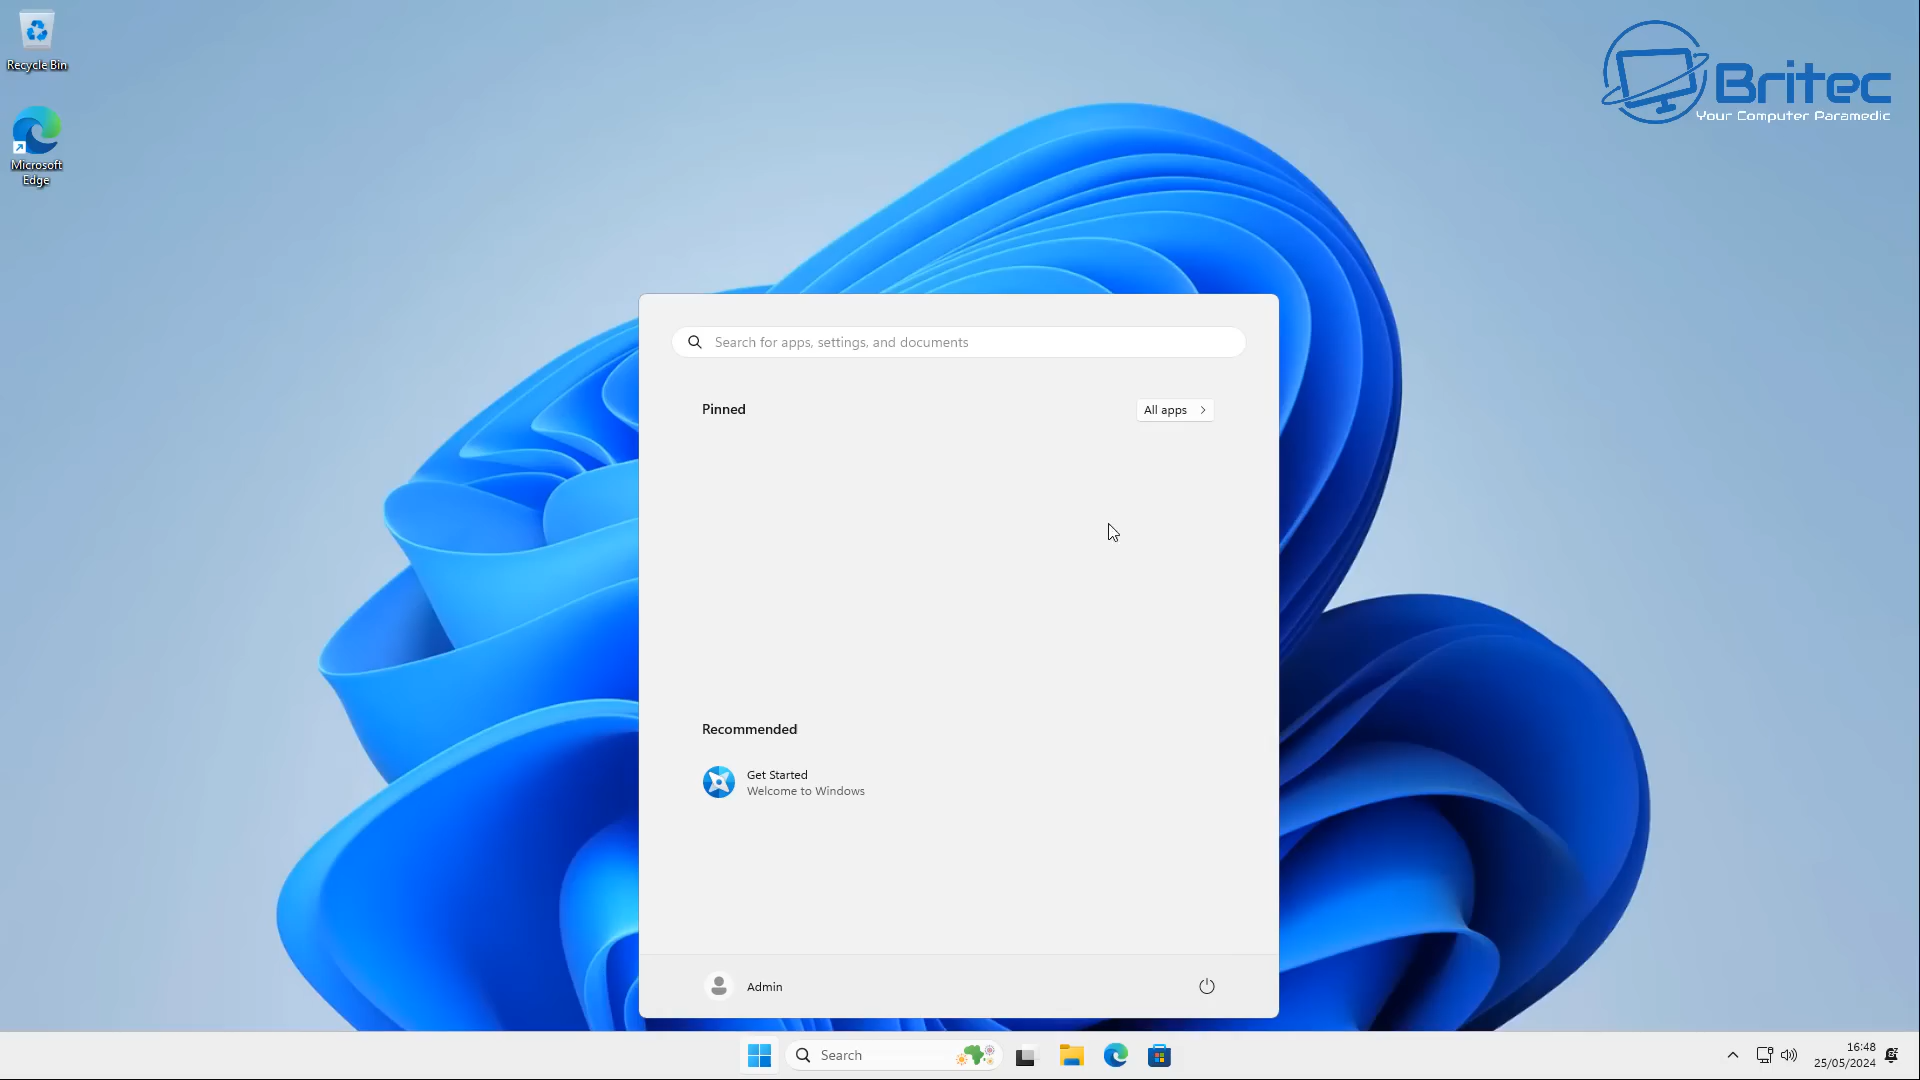 Recycle Bin
Microsoft
Edge
Britec
Your Computer Paramedic
Search for apps, settings, and documents
Pinned
All apps
Recommended
Get Started
Welcome to Windows
Admin
Search
16:48
25/05/2024